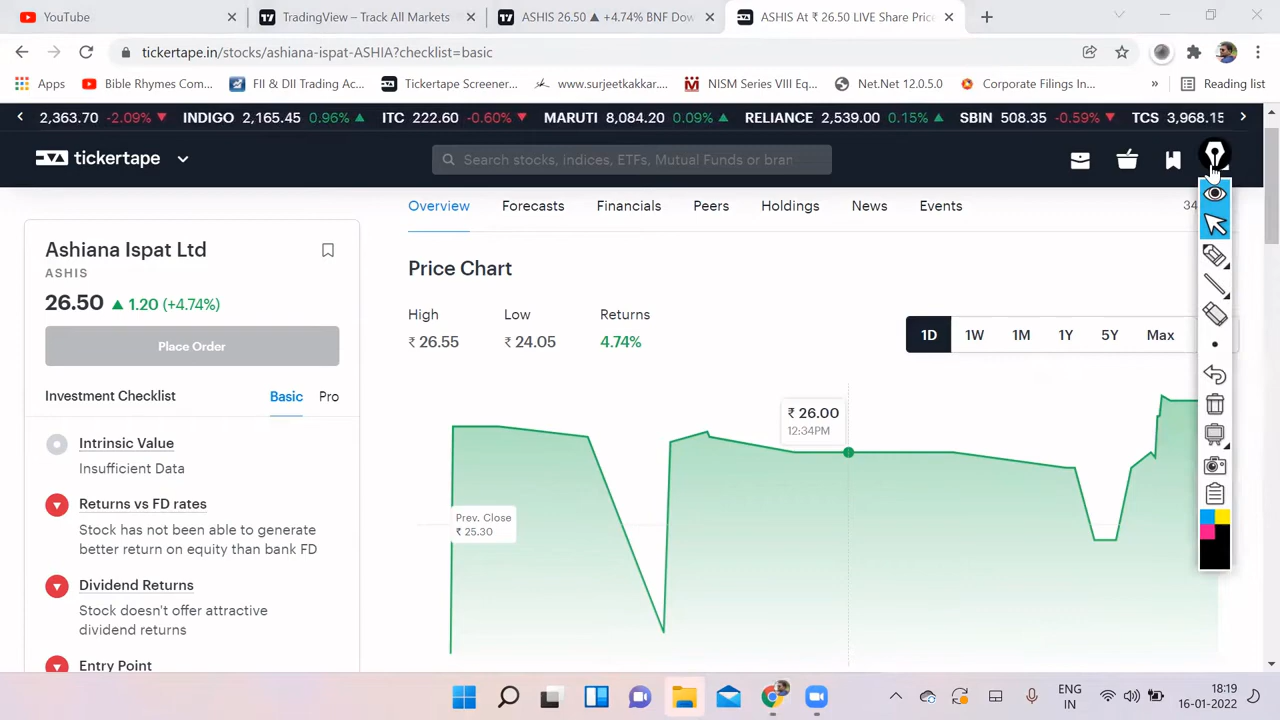 YouTube
TradingView – Track All Markets
ASHIS 26.50 ▲ +4.74% BNF Dow
ASHIS At ₹ 26.50 LIVE Share Price
tickertape.in/stocks/ashiana-ispat-ASHIA?checklist=basic
Apps
Bible Rhymes Com...
FII & DII Trading Ac...
Tickertape Screener...
www.surjeetkakkar....
NISM Series VIII Eq...
Net.Net 12.0.5.0
Corporate Filings In...
»
Reading list
2,363.70 -2.09% ▼ INDIGO 2,165.45 0.96% ▲ ITC 222.60 -0.60% ▼ MARUTI 8,084.20 0.09% ▲ RELIANCE 2,539.00 0.15% ▲ SBIN 508.35 -0.59% ▼ TCS 3,968.15
tickertape
Search stocks, indices, ETFs, Mutual Funds or bran
Overview Forecasts Financials Peers Holdings News Events
34
Ashiana Ispat Ltd
ASHIS
26.50 ▲ 1.20 (+4.74%)
Place Order
Investment Checklist Basic Pro
Intrinsic Value
Insufficient Data
Returns vs FD rates
Stock has not been able to generate
better return on equity than bank FD
Dividend Returns
Stock doesn't offer attractive
dividend returns
Entry Point
Price Chart
High Low Returns
₹ 26.55 ₹ 24.05 4.74%
1D 1W 1M 1Y 5Y Max
₹ 26.00
12:34PM
Prev. Close
₹ 25.30
ENG
IN
18:19
16-01-2022